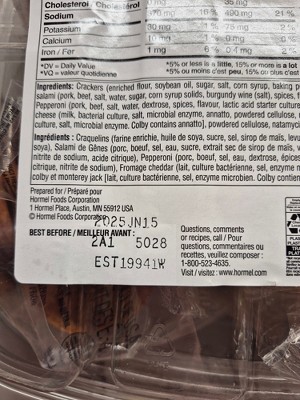 Cholesterol / Cholestérol
Sodium 490 mg 21 %
Potassium
Calcium
Iron / Fer 1 mg 6 % 0.4 mg 2 %
*DV = Daily Value
*VQ = valeur quotidienne
*5% or less is a little, 15% or more is a lot
*5% ou moins c'est peu, 15% ou plus c'est
Ingredients: Crackers (enriched flour, soybean oil, sugar, salt, corn syrup, baking
salami (pork, beef, salt, water, sugar, corn syrup solids, burgundy wine (salt), spices,
Pepperoni (pork, beef, salt, water, dextrose, spices, flavour, lactic acid starter culture
cheese (milk, bacterial culture, salt, microbial enzyme, annatto, powdered cellulose,
culture, salt, microbial enzyme. Colby contains annatto], powdered cellulose,
Ingrédients : Craquelins (farine enrichie, huile de soya, sucre, sel, sirop de maïs,
soya), Salami de Gênes (porc, boeuf, sel, eau, sucre, extrait sec de sirop de maïs,
nitrite de sodium, acide citrique), Pepperoni (porc, boeuf, sel, eau, dextrose,
citrique, nitrite de sodium), Fromage cheddar (lait, culture bactérienne, sel,
et colby et monterey jack (lait, culture bactérienne, sel, enzyme microbien. Colby
Prepared for / Préparé pour
Hormel Foods Corporation
1 Hormel Place, Austin, MN 55912 USA
© Hormel Foods Corporation
2025JN15
BEST BEFORE / MEILLEUR AVANT :
2A1 5028
EST19941W
Questions, comments
or recipes, call / Pour
questions, commentaires ou
recettes, veuillez composer :
1-800-523-4635.
Visit / visitez : www.hormel.com